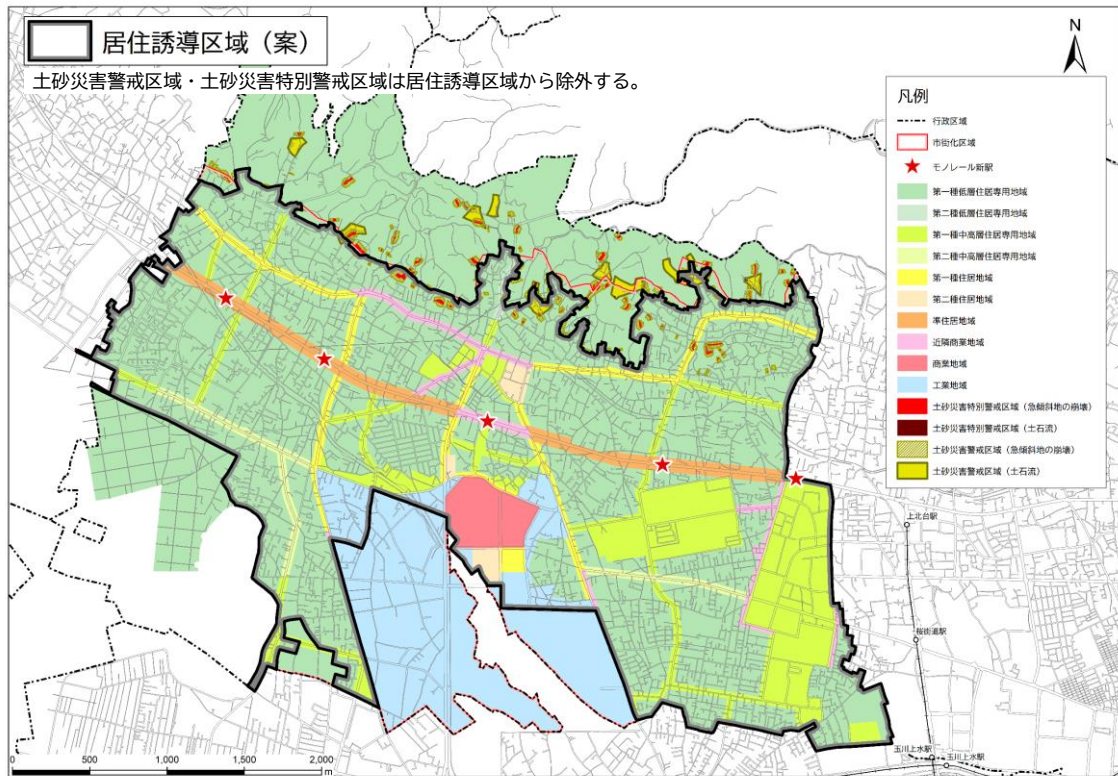 居住誘導区域（案）
土砂災害警戒区域・土砂災害特別警戒区域は居住誘導区域から除外する。
N
凡例
行政区域
市街化区域
モノレール新駅
第一種低層住居専用地域
第二種低層住居専用地域
第一種中高層住居専用地域
第二種中高層住居専用地域
第一種住居地域
第二種住居地域
準住居地域
近隣商業地域
商業地域
工業地域
土砂災害特別警戒区域（急傾斜地の崩壊）
土砂災害特別警戒区域（土石流）
土砂災害警戒区域（急傾斜地の崩壊）
土砂災害警戒区域（土石流）
上北台駅
桜街道駅
玉川上水駅
玉川上水駅
0 500 1,000 1,500 2,000
m